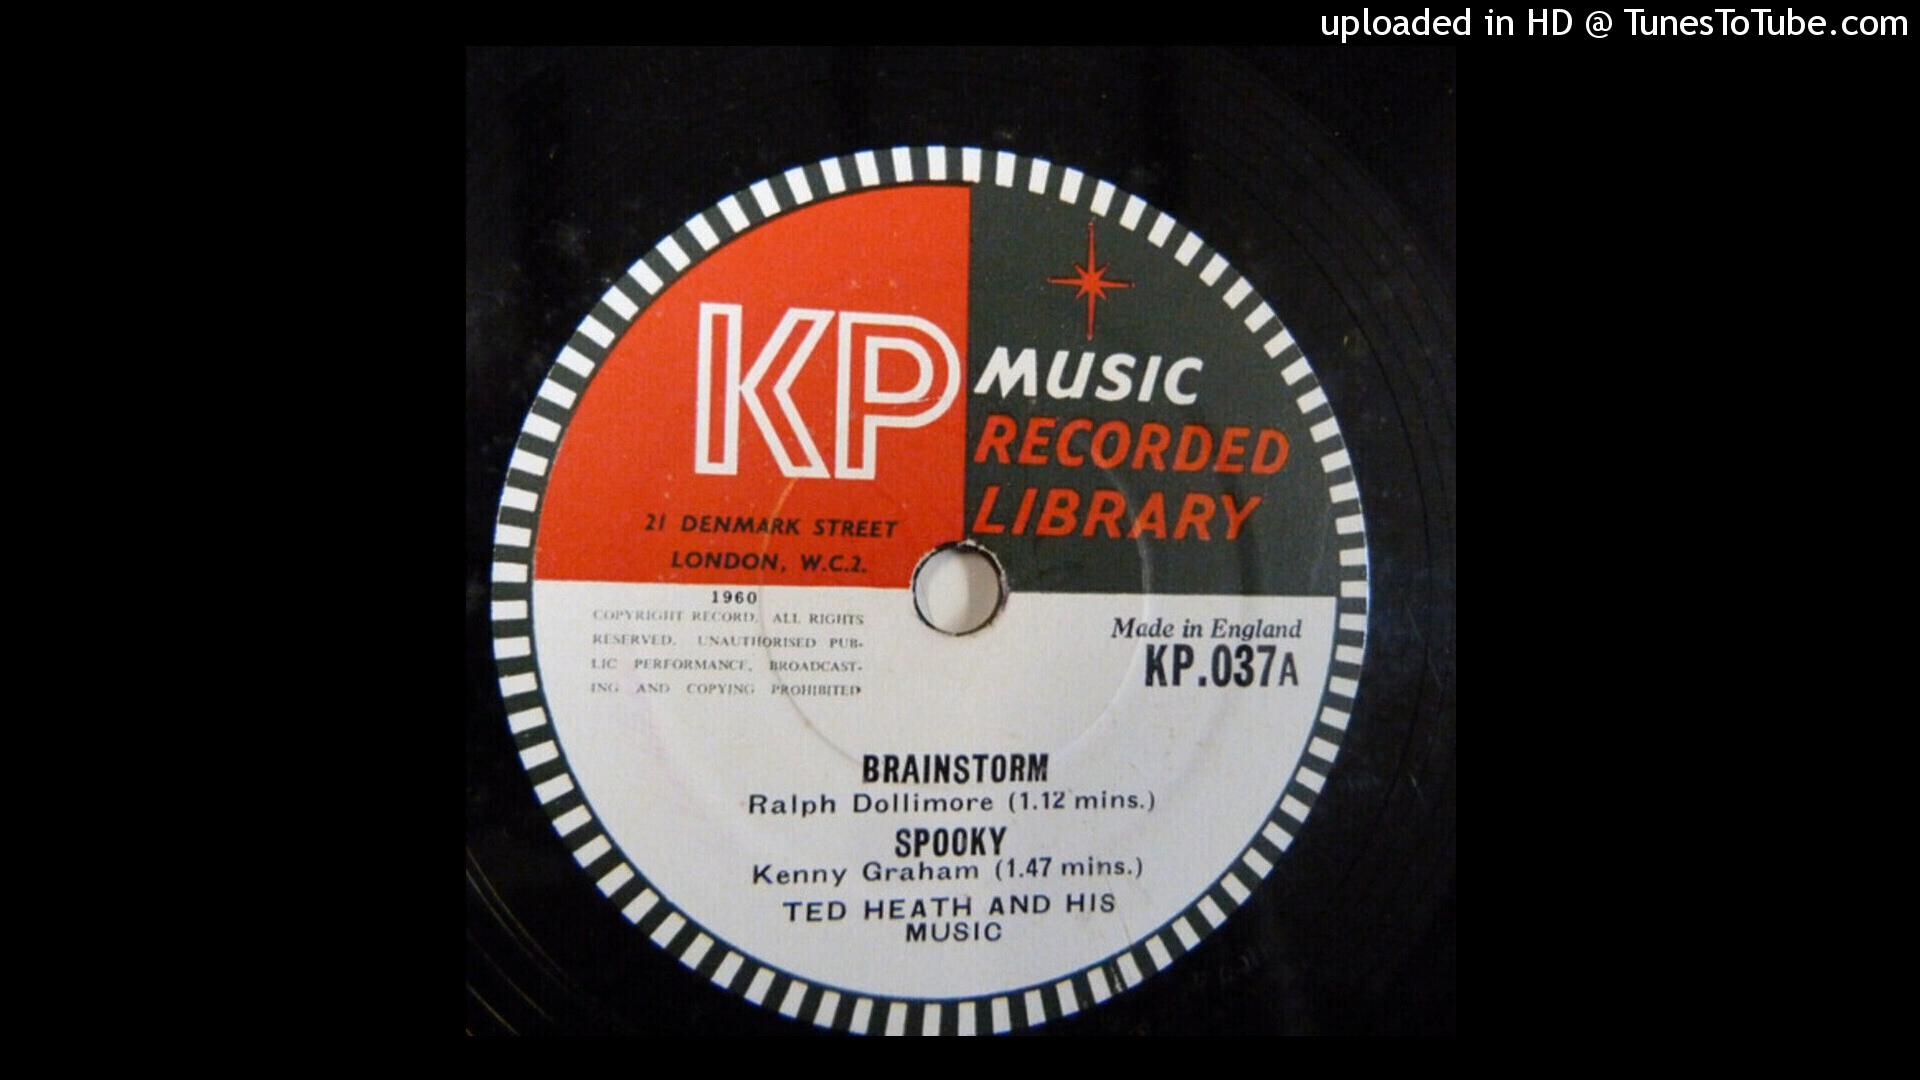 uploaded in HD @ TunesToTube.com
KP
MUSIC
RECORDED
LIBRARY
21 DENMARK STREET
LONDON, W.C.2.
1960
COPYRIGHT RECORD. ALL RIGHTS
RESERVED. UNAUTHORISED PUB-
LIC PERFORMANCE, BROADCAST-
ING AND COPYING PROHIBITED
Made in England
KP.037A
BRAINSTORM
Ralph Dollimore (1.12 mins.)
SPOOKY
Kenny Graham (1.47 mins.)
TED HEATH AND HIS
MUSIC